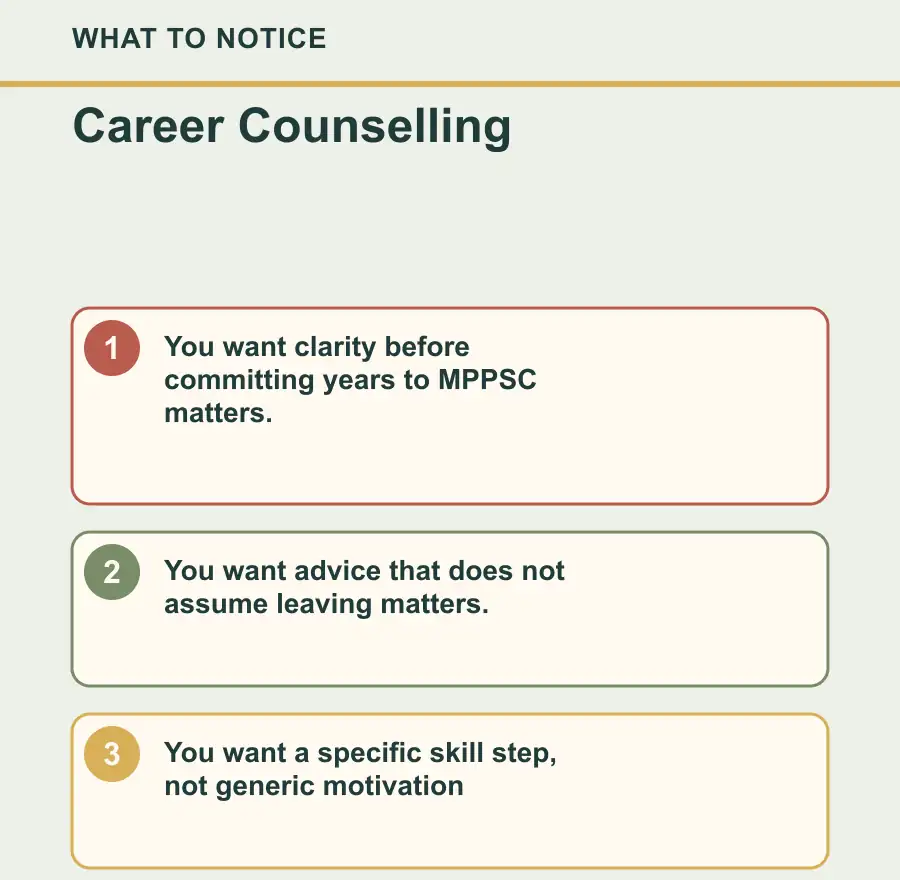 WHAT TO NOTICE
Career Counselling
1
You want clarity before
committing years to MPPSC
matters.
2
You want advice that does not
assume leaving matters.
3
You want a specific skill step,
not generic motivation